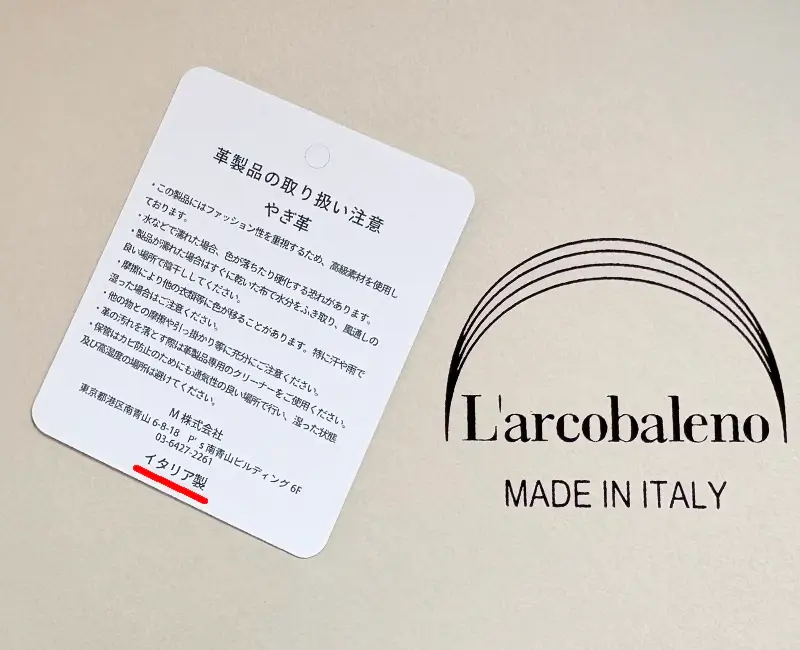 革製品の取り扱い注意
やぎ革
・この製品にはファッション性を重視するため、高級素材を使用し
ております。
・水などで濡れた場合、色が落ちたり硬化する恐れがあります。
・製品が濡れた場合はすぐに乾いた布で水分をふき取り、風通しの
良い場所で陰干ししてください。
・摩擦により他の衣類等に色が移ることがあります。特に汗や雨で
湿った場合はご注意ください。
・他の物との摩擦や引っ掛かり等に充分にご注意ください。
・革の汚れを落とす際は革製品専用のクリーナーをご使用ください。
・保管はカビ防止のためにも通気性の良い場所で行い、湿った状態
及び高湿度の場所は避けてください。
M 株式会社
東京都港区南青山 6-8-18 P's 南青山ビルディング 6F
03-6427-2261
イタリア製
L'arcobaleno
MADE IN ITALY